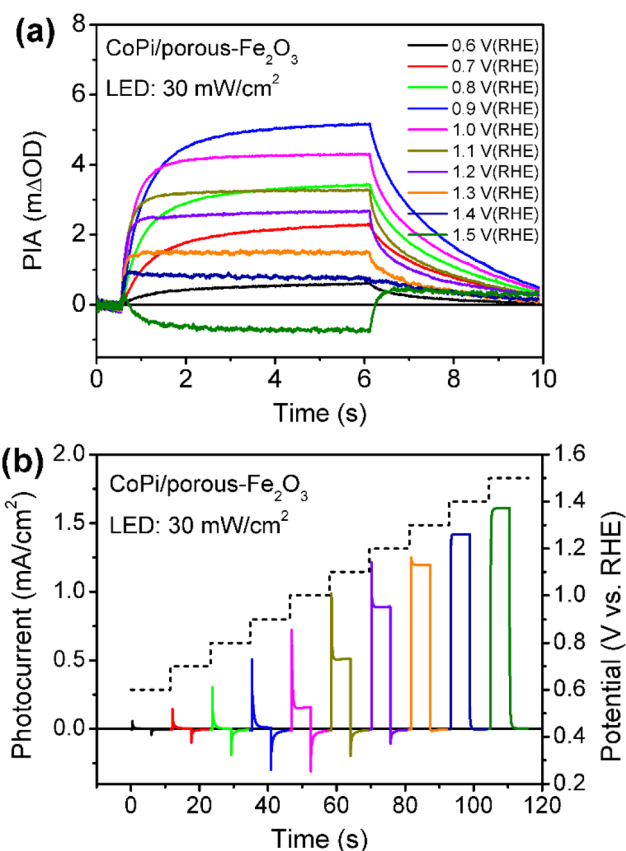 (a)
CoPi/porous-Fe₂O₃
LED: 30 mW/cm²
0.6 V(RHE)
0.7 V(RHE)
0.8 V(RHE)
0.9 V(RHE)
1.0 V(RHE)
1.1 V(RHE)
1.2 V(RHE)
1.3 V(RHE)
1.4 V(RHE)
1.5 V(RHE)
PIA (mΔOD)
8
6
4
2
0
0 2 4 6 8 10
Time (s)
(b)
CoPi/porous-Fe₂O₃
LED: 30 mW/cm²
Photocurrent (mA/cm²)
2.0
1.5
1.0
0.5
0.0
Potential (V vs. RHE)
1.6
1.4
1.2
1.0
0.8
0.6
0.4
0.2
0 20 40 60 80 100 120
Time (s)